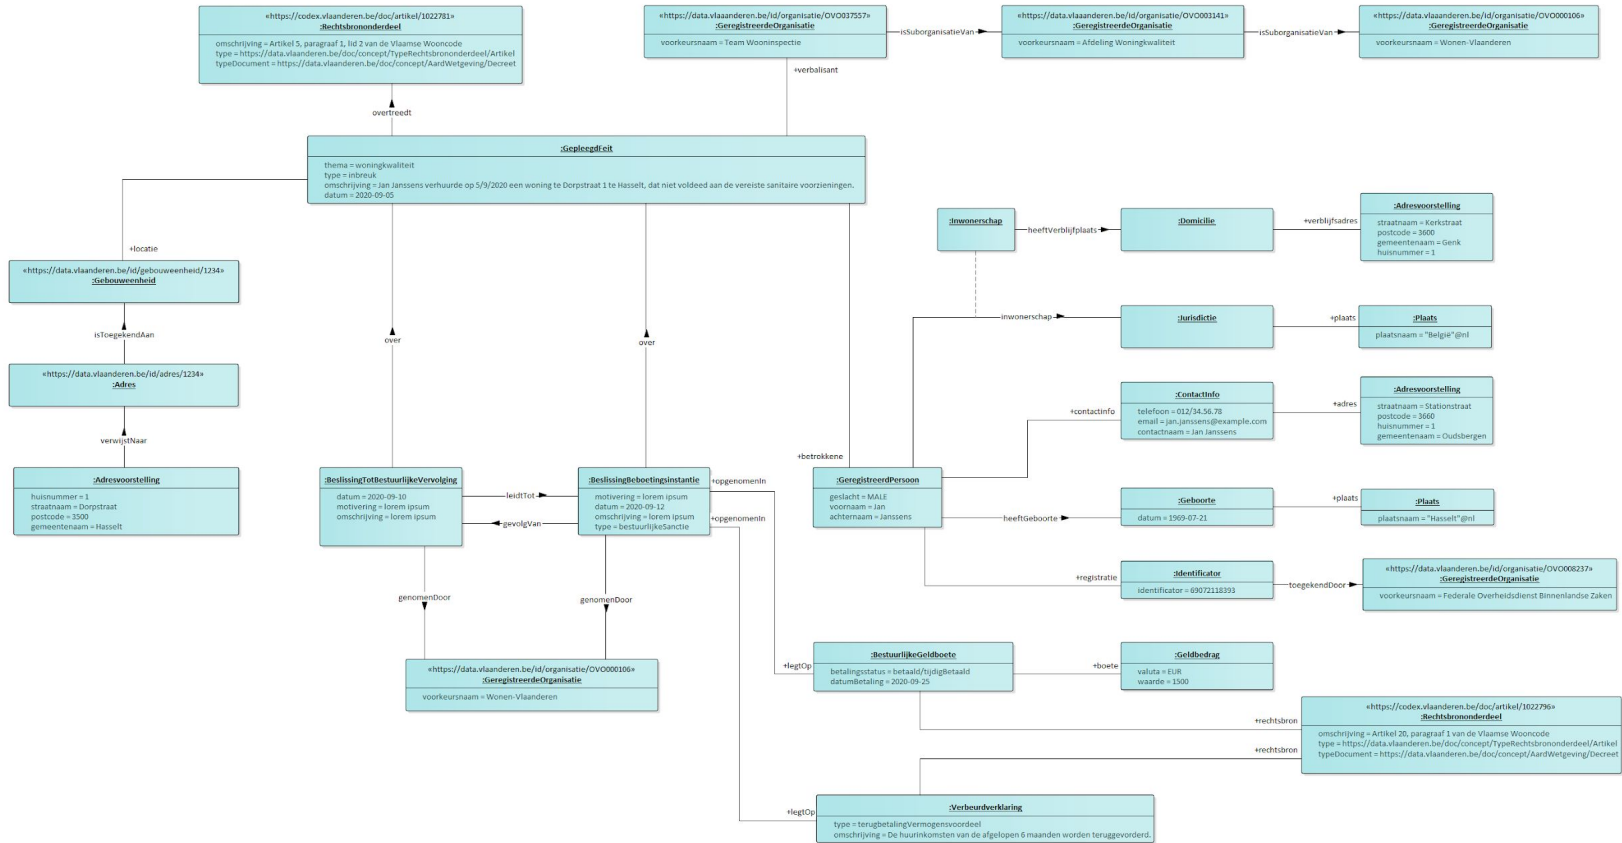 «https://codex.vlaanderen.be/doc/artikel/1022781»
:Rechtsbrononderdeel
omschrijving = Artikel 5, paragraaf 1, lid 2 van de Vlaamse Wooncode
type = https://data.vlaanderen.be/doc/concept/TypeRechtsbrononderdeel/Artikel
typeDocument = https://data.vlaanderen.be/doc/concept/AardWetgeving/Decreet
«https://data.vlaaanderen.be/id/organisatie/OVO037557»
:GeregistreerdeOrganisatie
voorkeursnaam = Team Wooninspectie
isSuborganisatieVan
«https://data.vlaaanderen.be/id/organisatie/OVO003141»
:GeregistreerdeOrganisatie
voorkeursnaam = Afdeling Woningkwaliteit
isSuborganisatieVan
«https://data.vlaanderen.be/id/organisatie/OVO000106»
:GeregistreerdeOrganisatie
voorkeursnaam = Wonen-Vlaanderen
+verbalisant
overtreedt
:GepleegdFeit
thema = woningkwaliteit
type = inbreuk
omschrijving = Jan Janssens verhuurde op 5/9/2020 een woning te Dorpstraat 1 te Hasselt, dat niet voldeed aan de vereiste sanitaire voorzieningen.
datum = 2020-09-05
+locatie
«https://data.vlaanderen.be/id/gebouweenheid/1234»
:Gebouweenheid
isToegekendAan
«https://data.vlaanderen.be/id/adres/1234»
:Adres
verwijstNaar
:Adresvoorstelling
huisnummer = 1
straatnaam = Dorpstraat
postcode = 3500
gemeentenaam = Hasselt
over
over
:BeslissingTotBestuurlijkeVervolging
datum = 2020-09-10
motivering = lorem ipsum
omschrijving = lorem ipsum
leidtTot
gevolgVan
:BeslissingBeboetingsinstantie
motivering = lorem ipsum
datum = 2020-09-12
omschrijving = lorem ipsum
type = bestuurlijkeSanctie
+opgenomenIn
+opgenomenIn
genomenDoor
genomenDoor
«https://data.vlaanderen.be/id/organisatie/OVO000106»
:GeregistreerdeOrganisatie
voorkeursnaam = Wonen-Vlaanderen
:Inwonerschap
heeftVerblijfplaats
:Domicilie
+verblijfsadres
:Adresvoorstelling
straatnaam = Kerkstraat
postcode = 3600
gemeentenaam = Genk
huisnummer = 1
inwonerschap
:Jurisdictie
+plaats
:Plaats
plaatsnaam = "België"@nl
+contactinfo
:ContactInfo
telefoon = 012/34.56.78
email = jan.janssens@example.com
contactnaam = Jan Janssens
+adres
:Adresvoorstelling
straatnaam = Stationstraat
postcode = 3660
huisnummer = 1
gemeentenaam = Oudsbergen
+betrokkene
:GeregistreerdPersoon
geslacht = MALE
voornaam = Jan
achternaam = Janssens
heeftGeboorte
:Geboorte
datum = 1969-07-21
+plaats
:Plaats
plaatsnaam = "Hasselt"@nl
+registratie
:Identificator
identificator = 69072118393
toegekendDoor
«https://data.vlaanderen.be/id/organisatie/OVO008237»
:GeregistreerdeOrganisatie
voorkeursnaam = Federale Overheidsdienst Binnenlandse Zaken
+legtOp
:BestuurlijkeGeldboete
betalingsstatus = betaald/tijdigBetaald
datumBetaling = 2020-09-25
+boete
:Geldbedrag
valuta = EUR
waarde = 1500
+rechtsbron
+rechtsbron
«https://codex.vlaanderen.be/doc/artikel/1022796»
:Rechtsbrononderdeel
omschrijving = Artikel 20, paragraaf 1 van de Vlaamse Wooncode
type = https://data.vlaanderen.be/doc/concept/TypeRechtsbrononderdeel/Artikel
typeDocument = https://data.vlaanderen.be/doc/concept/AardWetgeving/Decreet
+legtOp
:Verbeurdverklaring
type = terugbetalingVermogensvoordeel
omschrijving = De huurinkomsten van de afgelopen 6 maanden worden teruggevorderd.